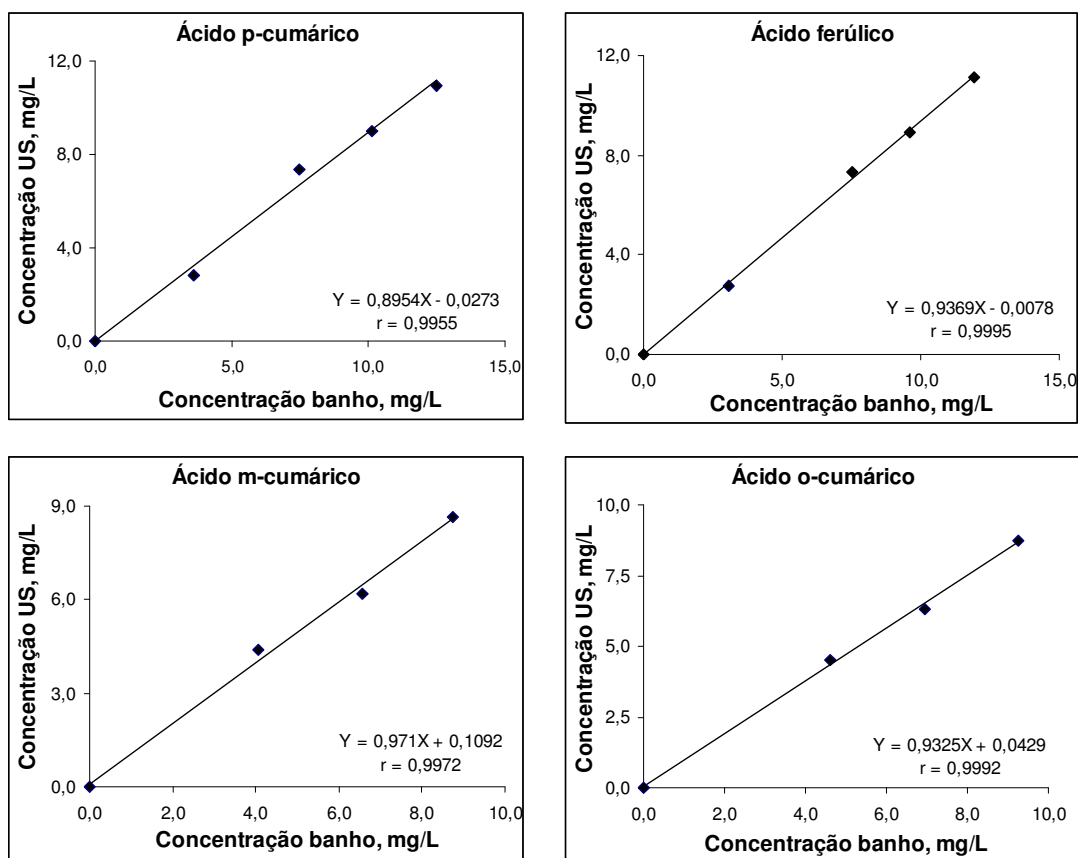 Ácido p-cumárico
12,0
8,0
4,0
0,0
Concentração US, mg/L
Y = 0,8954X - 0,0273
r = 0,9955
0,0 5,0 10,0 15,0
Concentração banho, mg/L
Ácido ferúlico
12,0
8,0
4,0
0,0
Concentração US, mg/L
Y = 0,9369X - 0,0078
r = 0,9995
0,0 5,0 10,0 15,0
Concentração banho, mg/L
Ácido m-cumárico
9,0
6,0
3,0
0,0
Concentração US, mg/L
Y = 0,971X + 0,1092
r = 0,9972
0,0 2,0 4,0 6,0 8,0 10,0
Concentração banho, mg/L
Ácido o-cumárico
10,0
7,5
5,0
2,5
0,0
Concentração US, mg/L
Y = 0,9325X + 0,0429
r = 0,9992
0,0 2,0 4,0 6,0 8,0 10,0
Concentração banho, mg/L